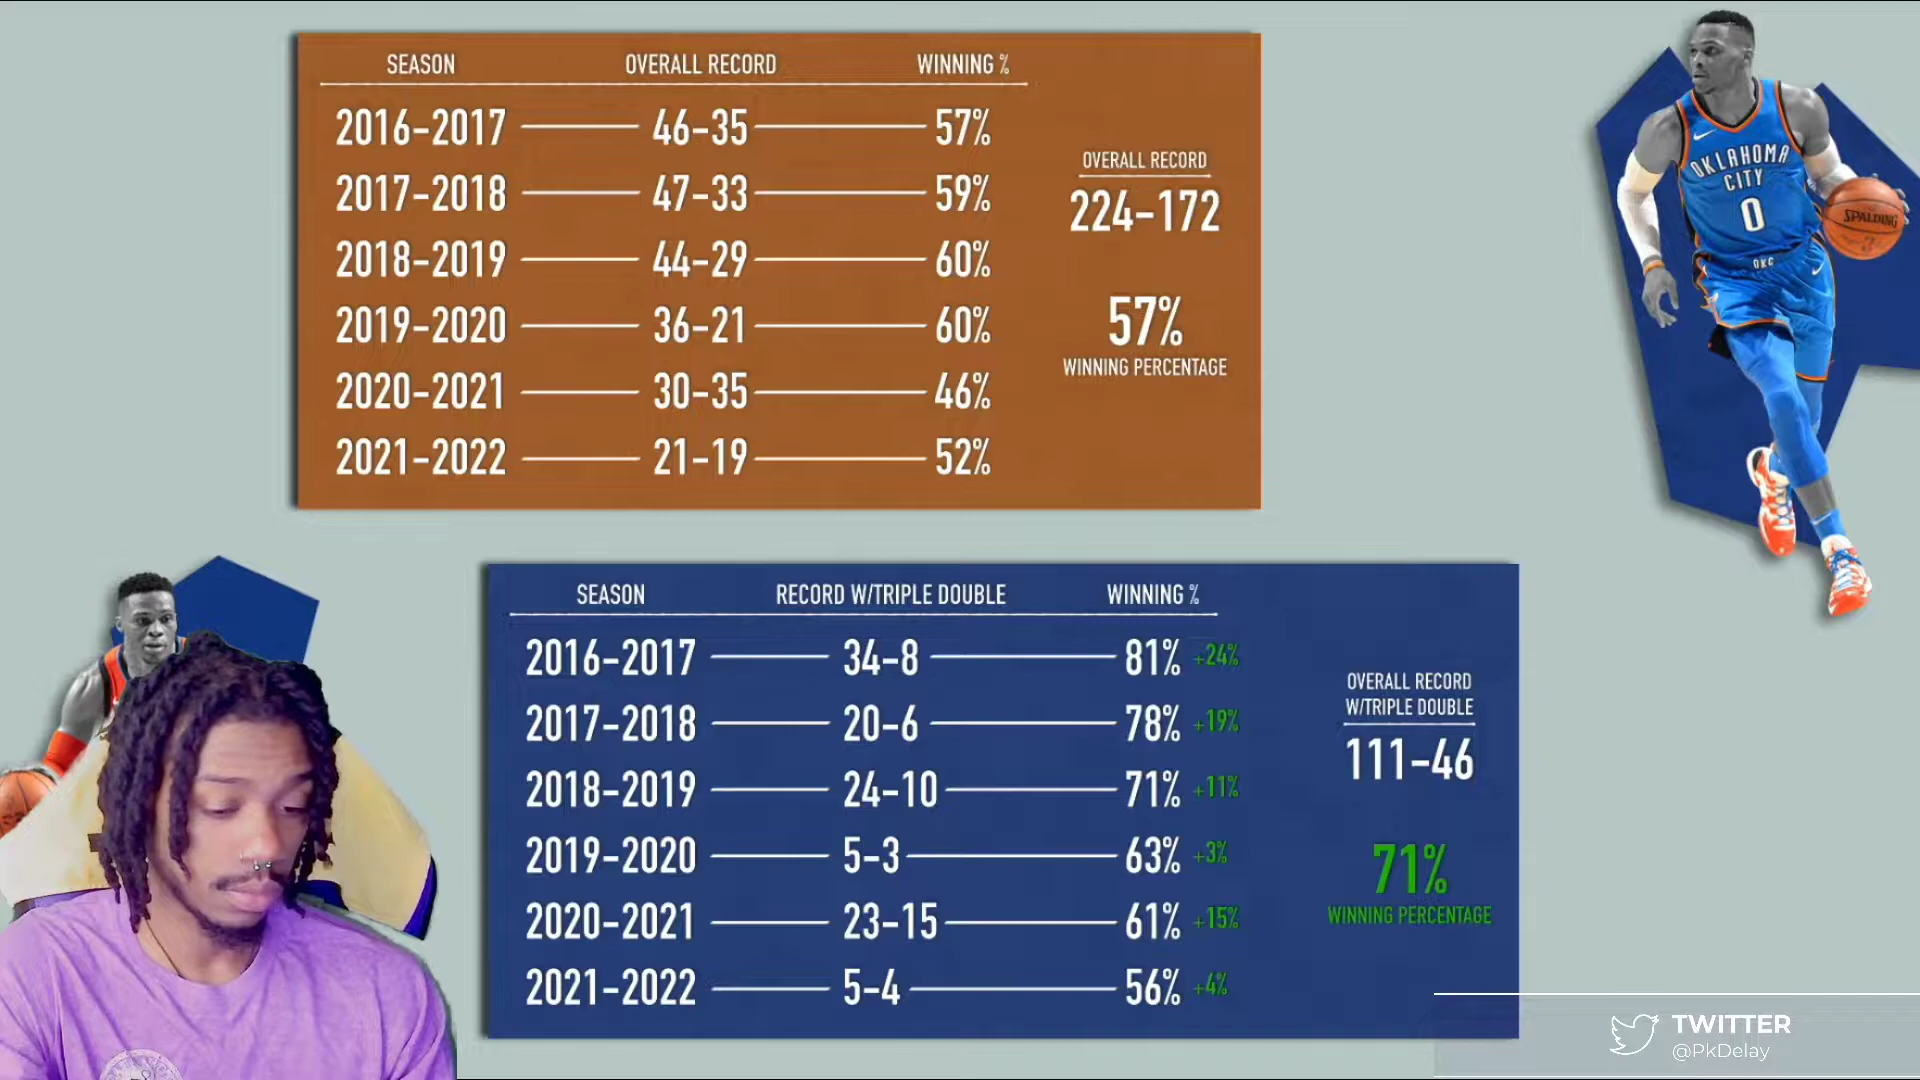 SEASON OVERALL RECORD WINNING %
2016-2017 46-35 57%
2017-2018 47-33 59%
2018-2019 44-29 60%
2019-2020 36-21 60%
2020-2021 30-35 46%
2021-2022 21-19 52%
OVERALL RECORD
224-172
57%
WINNING PERCENTAGE
OKLAHOMA
CITY
0
SPALDING
OKC
SEASON RECORD W/TRIPLE DOUBLE WINNING %
2016-2017 34-8 81% +24%
2017-2018 20-6 78% +19%
2018-2019 24-10 71% +11%
2019-2020 5-3 63% +3%
2020-2021 23-15 61% +15%
2021-2022 5-4 56% +4%
OVERALL RECORD
W/TRIPLE DOUBLE
111-46
71%
WINNING PERCENTAGE
TWITTER
@PkDelay